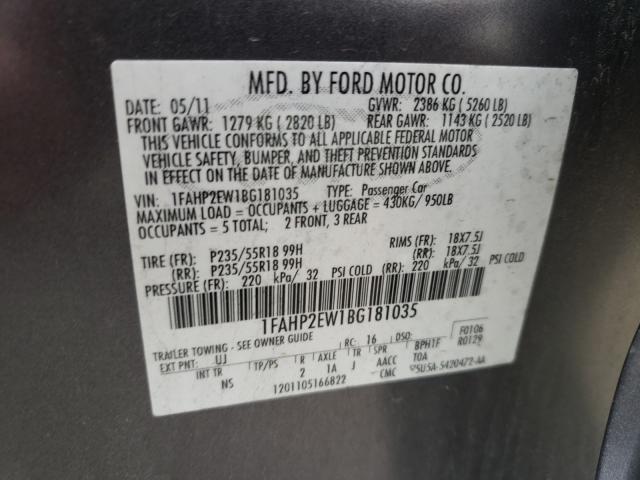 MFD. BY FORD MOTOR CO.
DATE: 05/11 GVWR: 2386 KG ( 5260 LB)
FRONT GAWR: 1279 KG ( 2820 LB) REAR GAWR: 1143 KG ( 2520 LB)
THIS VEHICLE CONFORMS TO ALL APPLICABLE FEDERAL MOTOR
VEHICLE SAFETY, BUMPER, AND THEFT PREVENTION STANDARDS
IN EFFECT ON THE DATE OF MANUFACTURE SHOWN ABOVE.
VIN: 1FAHP2EW1BG181035 TYPE: Passenger Car
MAXIMUM LOAD = OCCUPANTS + LUGGAGE = 430KG/ 950LB
OCCUPANTS = 5 TOTAL; 2 FRONT, 3 REAR
TIRE (FR): P235/55R18 99H RIMS (FR): 18X7.5J
(RR): P235/55R18 99H (RR): 18X7.5J
PRESSURE (FR): 220 kPa/ 32 PSI COLD (RR): 220 kPa/ 32 PSI COLD
1FAHP2EW1BG181035
TRAILER TOWING - SEE OWNER GUIDE RC: 16 DSO: F0106
EXT PNT: UJ BPH1F R0129
INT TR TP/PS R AXLE TR SPR TOA
NS 2 1A J AACC
1201105166822 CMC 5U5A-5420472-AA